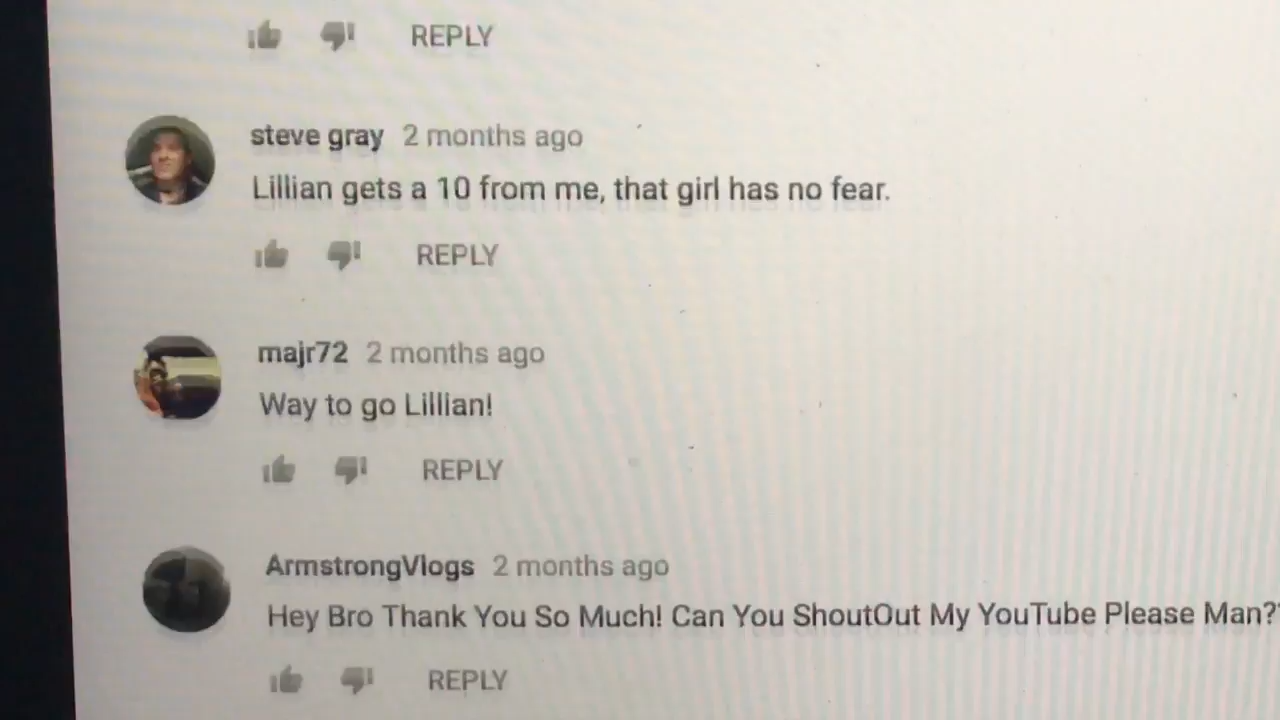 REPLY
steve gray 2 months ago
Lillian gets a 10 from me, that girl has no fear.
REPLY
majr72 2 months ago
Way to go Lillian!
REPLY
ArmstrongVlogs 2 months ago
Hey Bro Thank You So Much! Can You ShoutOut My YouTube Please Man?
REPLY